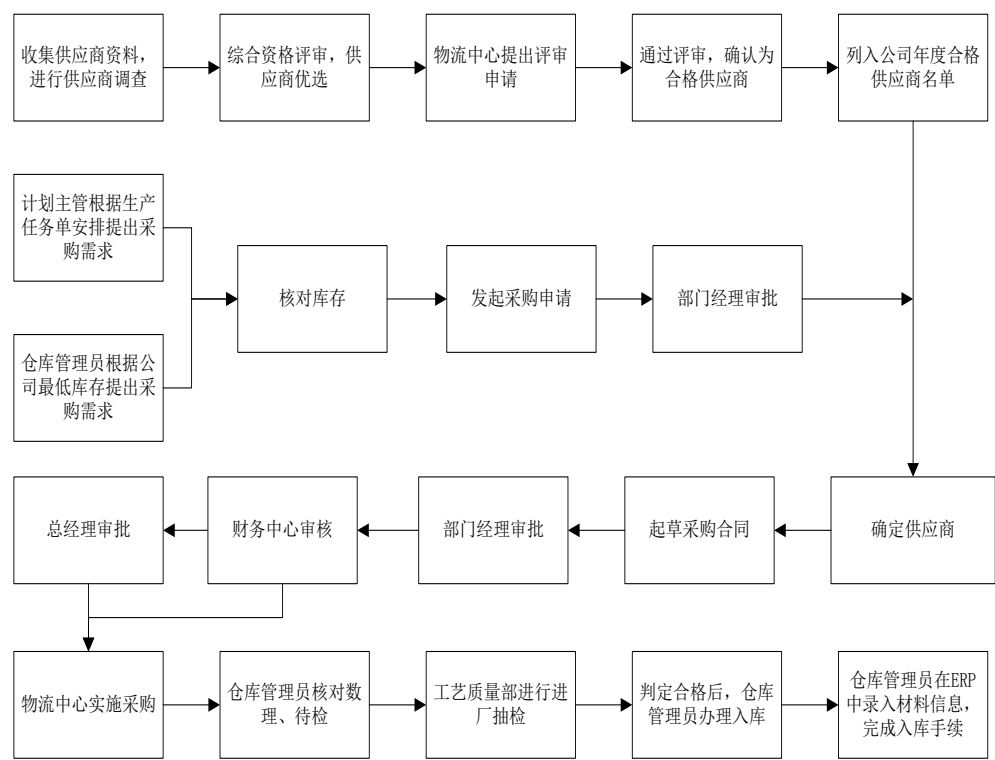 收集供应商资料，
进行供应商调查
综合资格评审，供
应商优选
物流中心提出评审
申请
通过评审，确认为
合格供应商
列入公司年度合格
供应商名单
计划主管根据生产
任务单安排提出采
购需求
仓库管理员根据公
司最低库存提出采
购需求
核对库存
发起采购申请
部门经理审批
总经理审批
财务中心审核
部门经理审批
起草采购合同
确定供应商
物流中心实施采购
仓库管理员核对数
理、待检
工艺质量部进行进
厂抽检
判定合格后，仓库
管理员办理入库
仓库管理员在ERP
中录入材料信息，
完成入库手续